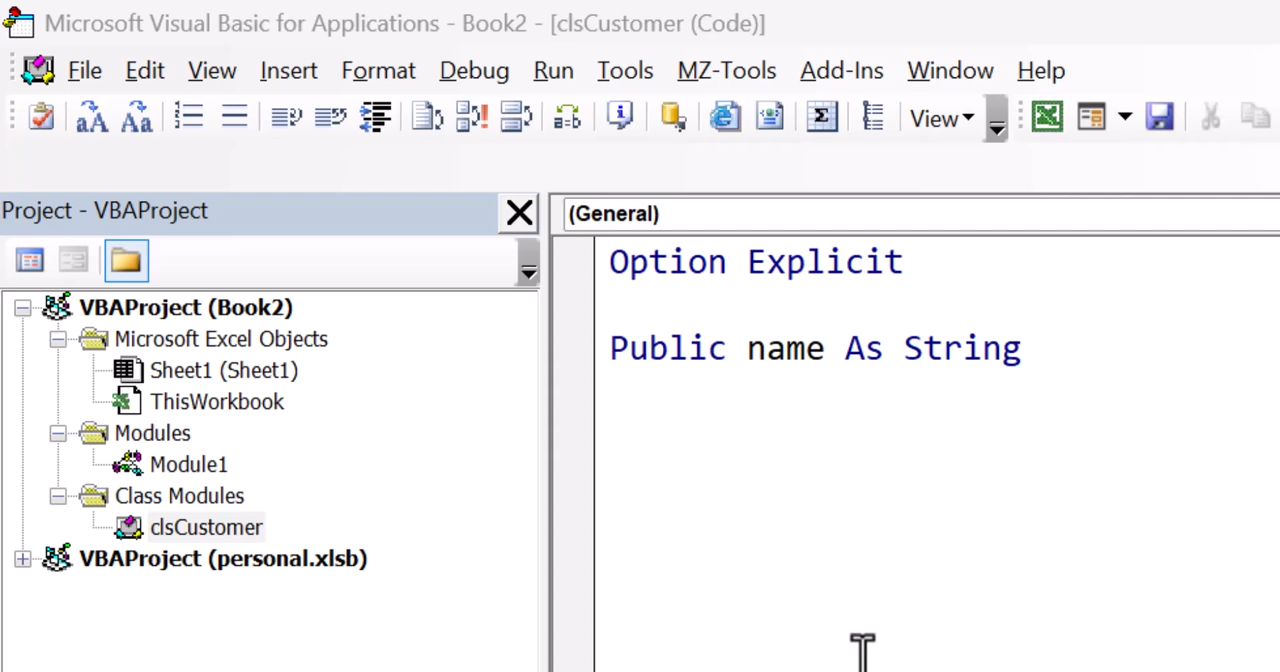 Microsoft Visual Basic for Applications - Book2 - [clsCustomer (Code)]
File Edit View Insert Format Debug Run Tools MZ-Tools Add-Ins Window Help
View
Project - VBAProject
(General)
VBAProject (Book2)
Microsoft Excel Objects
Sheet1 (Sheet1)
ThisWorkbook
Modules
Module1
Class Modules
clsCustomer
VBAProject (personal.xlsb)
Option Explicit
Public name As String